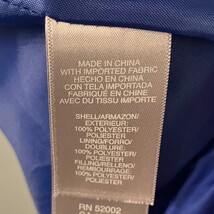 MADE IN CHINA
WITH IMPORTED FABRIC
HECHO EN CHINA
CON TELA IMPORTADA
FABRIQUÉ EN CHINE
AVEC DU TISSU IMPORTÉ
SHELL/ARMAZON/
EXTERIEUR:
100% POLYESTER/
POLIESTER
LINING/FORRO/
DOUBLURE:
100% POLYESTER/
POLIESTER
FILLING/RELLENO/
REMBOURRAGE:
100% POLYESTER/
POLIESTER
RN 52002